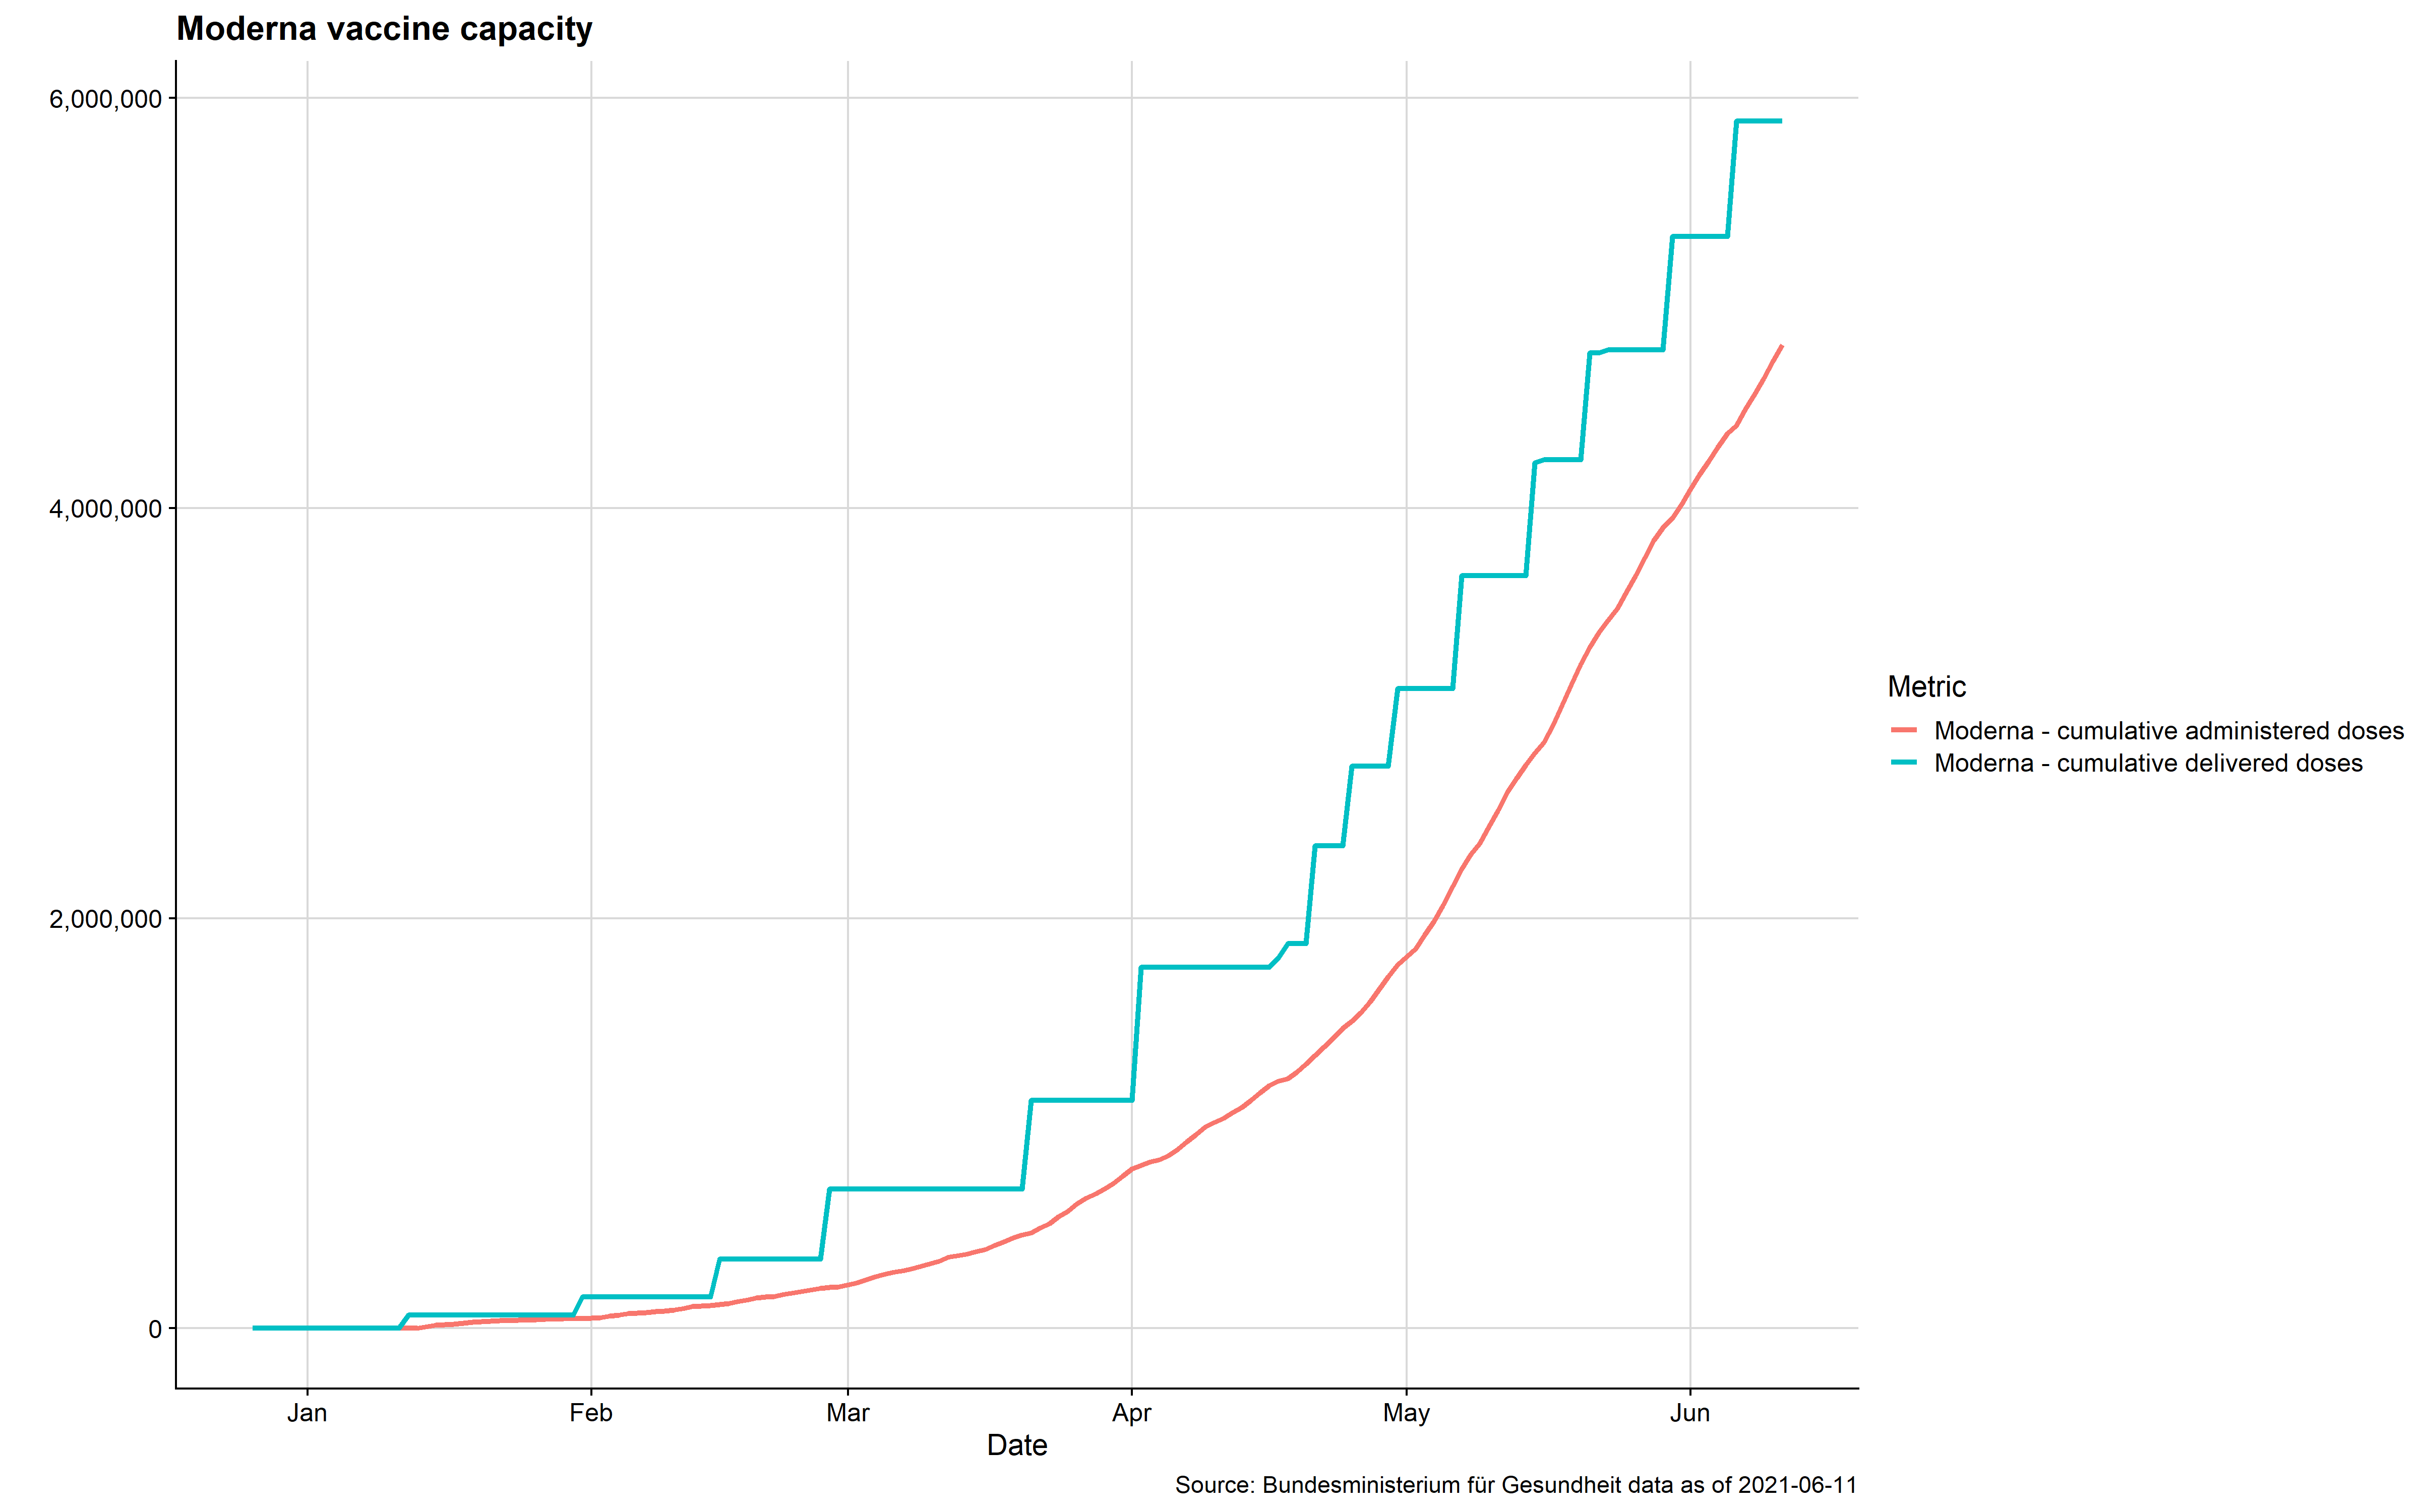 Moderna vaccine capacity
6,000,000
4,000,000
2,000,000
0
Jan Feb Mar Apr May Jun
Date
Metric
Moderna - cumulative administered doses
Moderna - cumulative delivered doses
Source: Bundesministerium für Gesundheit data as of 2021-06-11